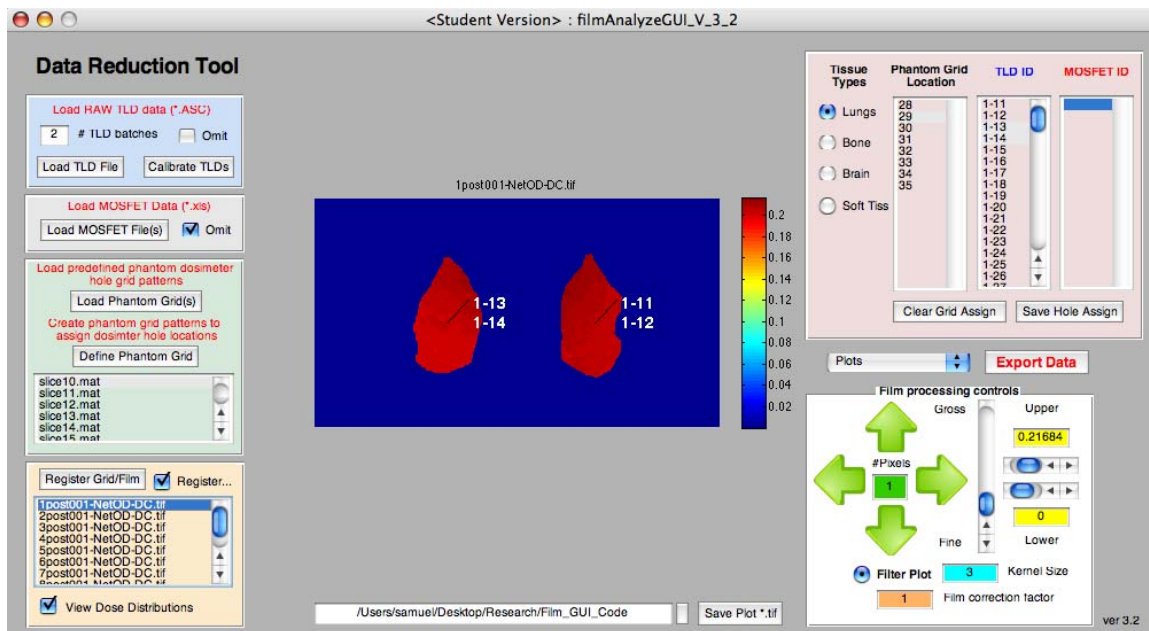 <Student Version> : filmAnalyzeGUI_V_3_2
Data Reduction Tool
Load RAW TLD data (*.ASC)
2 # TLD batches Omit
Load TLD File Calibrate TLDs
Load MOSFET Data (*.xls)
Load MOSFET File(s) Omit
Load predefined phantom dosimeter
hole grid patterns
Load Phantom Grid(s)
Create phantom grid patterns to
assign dosimter hole locations
Define Phantom Grid
slice10.mat
slice11.mat
slice12.mat
slice13.mat
slice14.mat
slice15.mat
Register Grid/Film Register...
1post001-NetOD-DC.tif
2post001-NetOD-DC.tif
3post001-NetOD-DC.tif
4post001-NetOD-DC.tif
5post001-NetOD-DC.tif
6post001-NetOD-DC.tif
7post001-NetOD-DC.tif
8post001-NetOD-DC.tif
View Dose Distributions
1post001-NetOD-DC.tif
1-13
1-14
1-11
1-12
0.2
0.18
0.16
0.14
0.12
0.1
0.08
0.06
0.04
0.02
/Users/samuel/Desktop/Research/Film_GUI_Code Save Plot *.tif
Tissue
Types
Lungs
Bone
Brain
Soft Tiss
Phantom Grid
Location
28
29
30
31
32
33
34
35
TLD ID
1-11
1-12
1-13
1-14
1-15
1-16
1-17
1-18
1-19
1-20
1-21
1-22
1-23
1-24
1-25
1-26
1-27
MOSFET ID
Clear Grid Assign Save Hole Assign
Plots Export Data
Film processing controls
Gross Upper
0.21684
#Pixels
1
0
Fine Lower
Filter Plot 3 Kernel Size
1 Film correction factor
ver 3.2